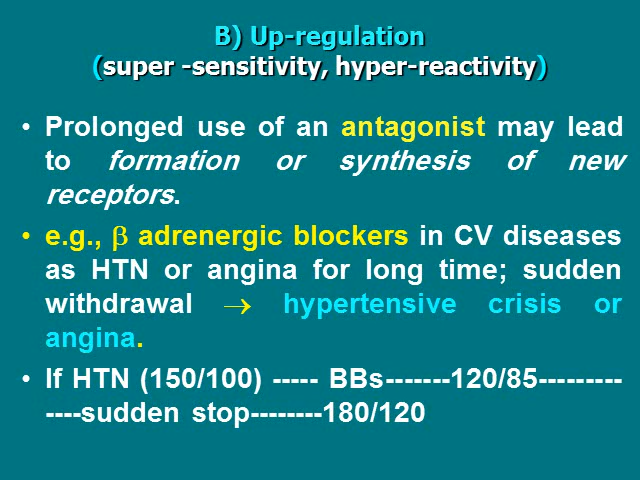 B) Up-regulation
(super -sensitivity, hyper-reactivity)
• Prolonged use of an antagonist may lead
to formation or synthesis of new
receptors.
• e.g., β adrenergic blockers in CV diseases
as HTN or angina for long time; sudden
withdrawal → hypertensive crisis or
angina.
• If HTN (150/100) ----- BBs-------120/85---------
----sudden stop--------180/120